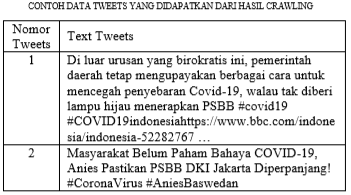 CONTOH DATA TWEETS YANG DIDAPATKAN DARI HASIL CRAWLING
Nomor
Tweets
Text Tweets
1
Di luar urusan yang birokratis ini, pemerintah
daerah tetap mengupayakan berbagai cara untuk
mencegah penyebaran Covid-19, walau tak diberi
lampu hijau menerapkan PSBB #covid19
#COVID19indonesiahttps://www.bbc.com/indone
sia/indonesia-52282767 …
2
Masyarakat Belum Paham Bahaya COVID-19,
Anies Pastikan PSBB DKI Jakarta Diperpanjang!
#CoronaVirus #AniesBaswedan